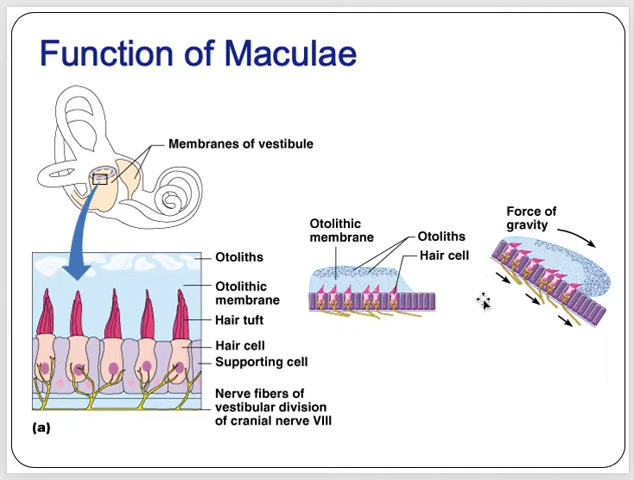 Function of Maculae
Membranes of vestibule
Otoliths
Otolithic
membrane
Hair tuft
Hair cell
Supporting cell
Nerve fibers of
vestibular division
of cranial nerve VIII
(a)
Otolithic
membrane
Otoliths
Hair cell
Force of
gravity